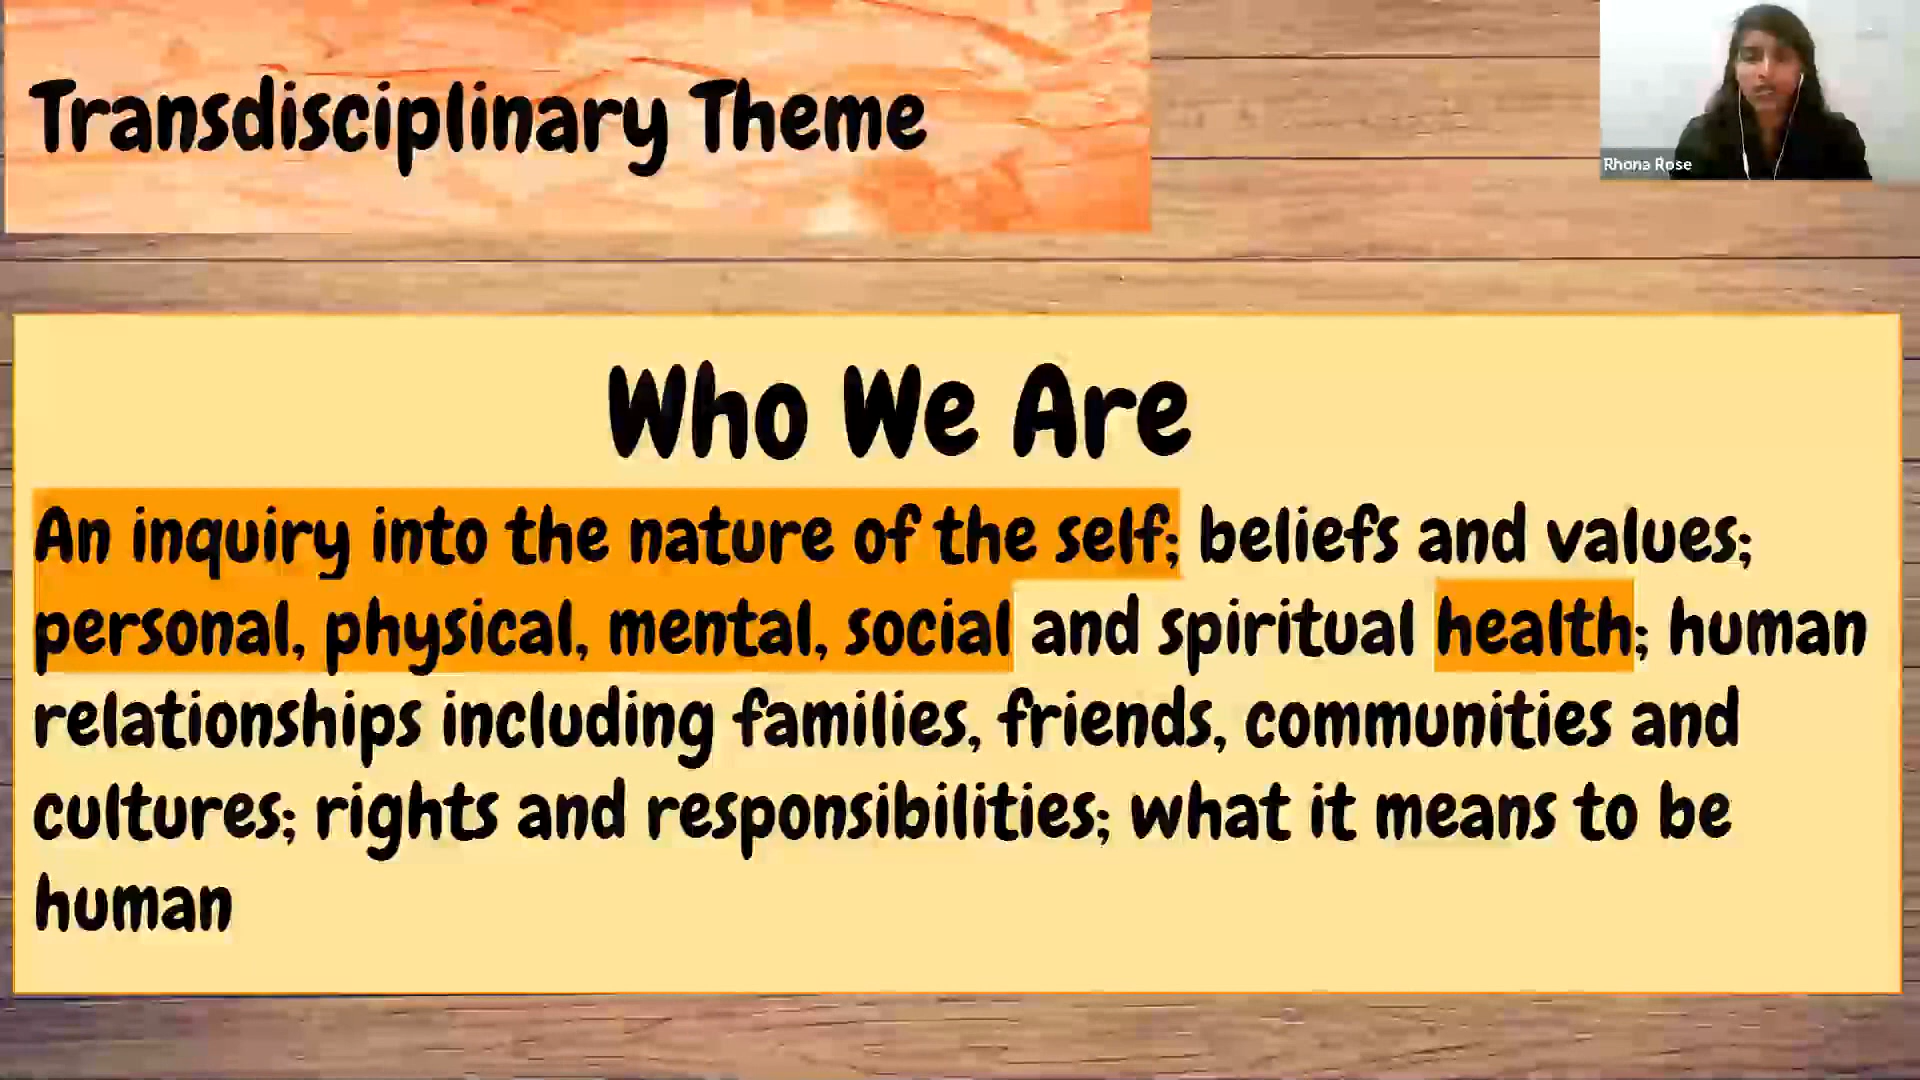 Transdisciplinary Theme
Rhona Rose
Who We Are
An inquiry into the nature of the self; beliefs and values;
personal, physical, mental, social and spiritual health; human
relationships including families, friends, communities and
cultures; rights and responsibilities; what it means to be
human